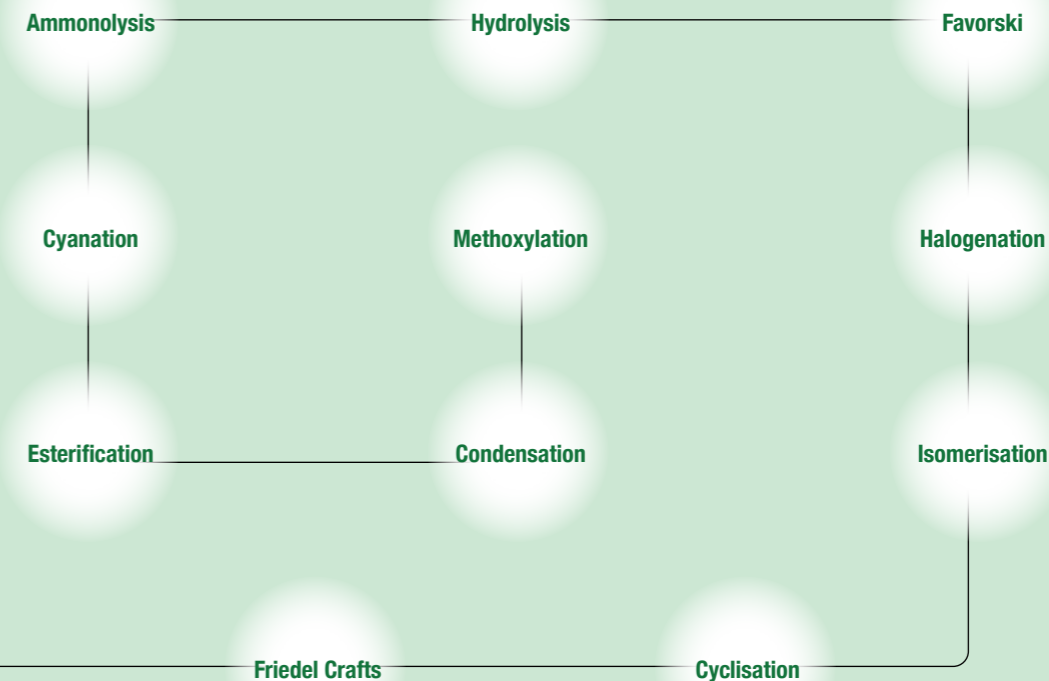 Ammonolysis
Hydrolysis
Favorski
Cyanation
Methoxylation
Halogenation
Esterification
Condensation
Isomerisation
Friedel Crafts
Cyclisation